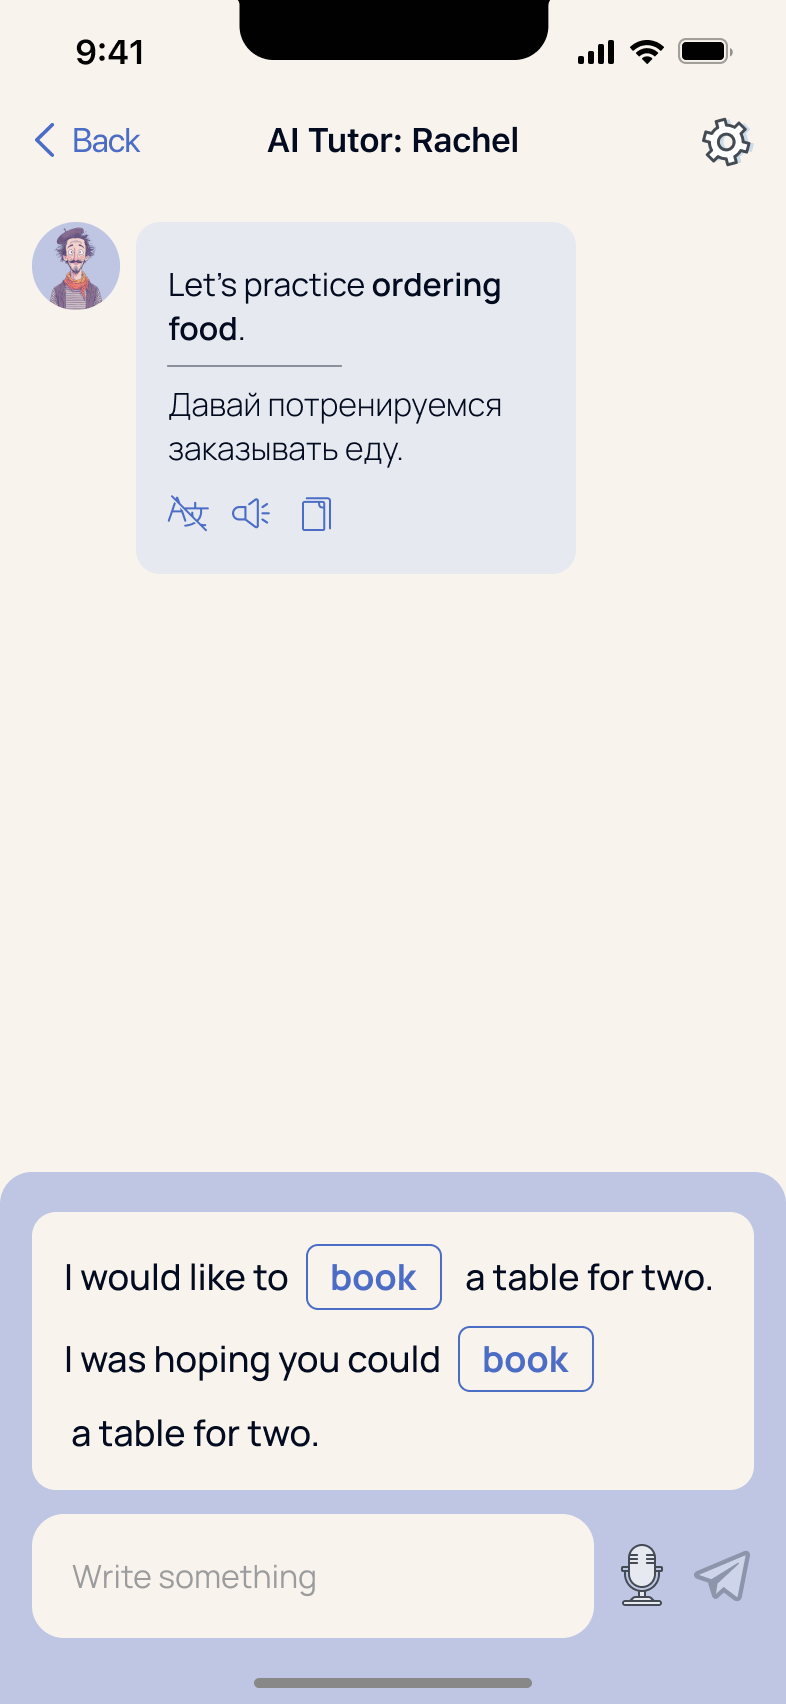 9:41
Back
AI Tutor: Rachel
Let's practice ordering
food.
Давай потренируемся
заказывать еду.
I would like to book a table for two.
I was hoping you could book
a table for two.
Write something